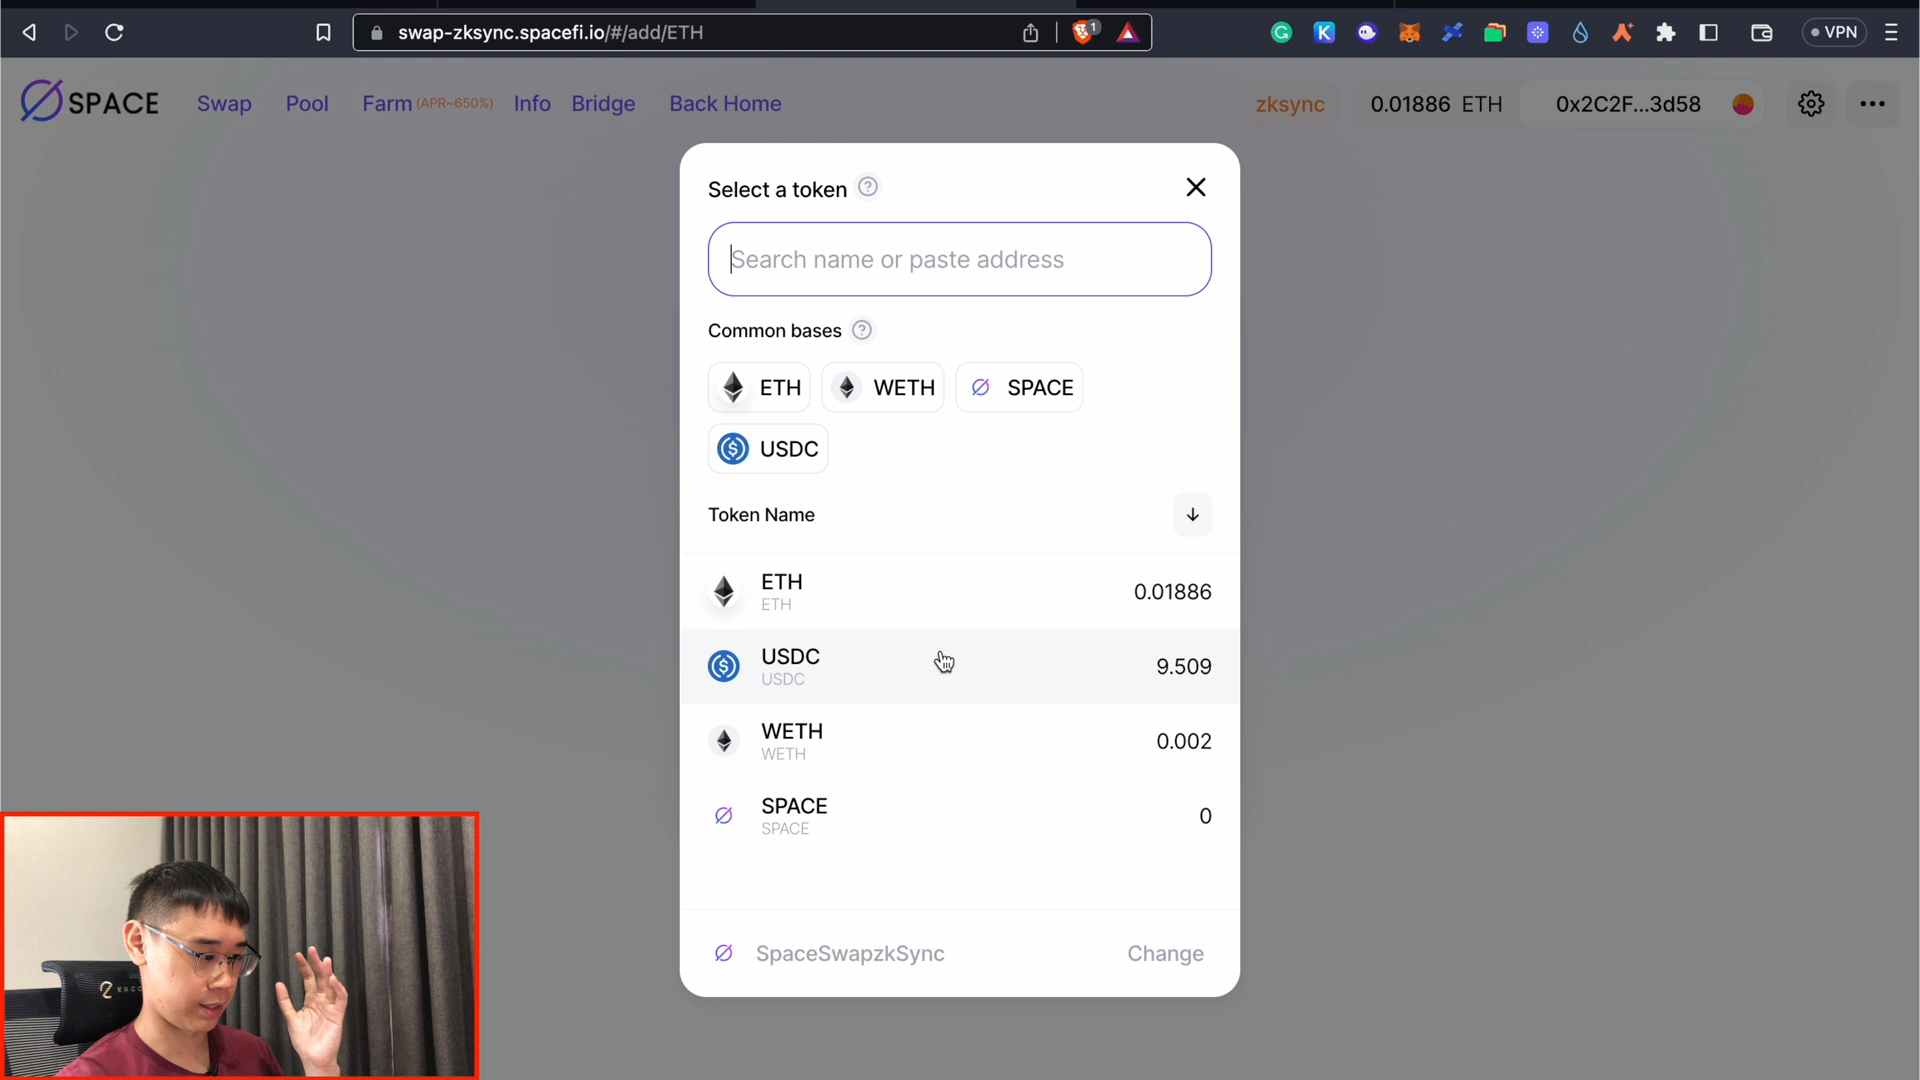 swap-zksync.spacefi.io/#/add/ETH
1
VPN
SPACE
Swap
Pool
Farm (APR~650%)
Info
Bridge
Back Home
zksync
0.01886 ETH
0x2C2F...3d58
Select a token
Search name or paste address
Common bases
ETH
WETH
SPACE
USDC
Token Name
ETH
ETH
0.01886
USDC
USDC
9.509
WETH
WETH
0.002
SPACE
SPACE
0
SpaceSwapzkSync
Change